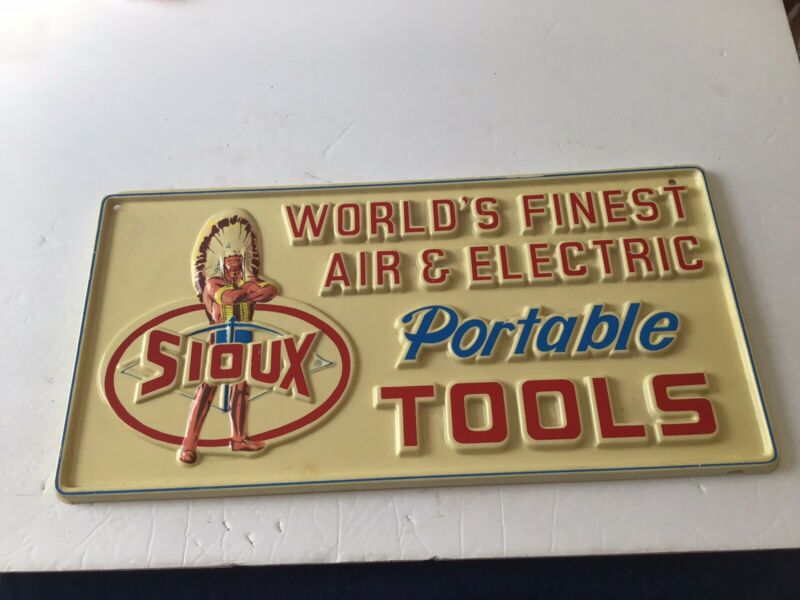 WORLD'S FINEST
AIR & ELECTRIC
Portable
TOOLS
SIOUX ®